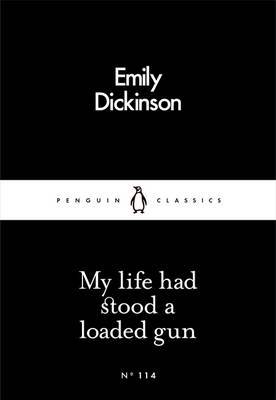 Emily
Dickinson
PENGUIN CLASSICS
My life had
stood a
loaded gun
Nº 114